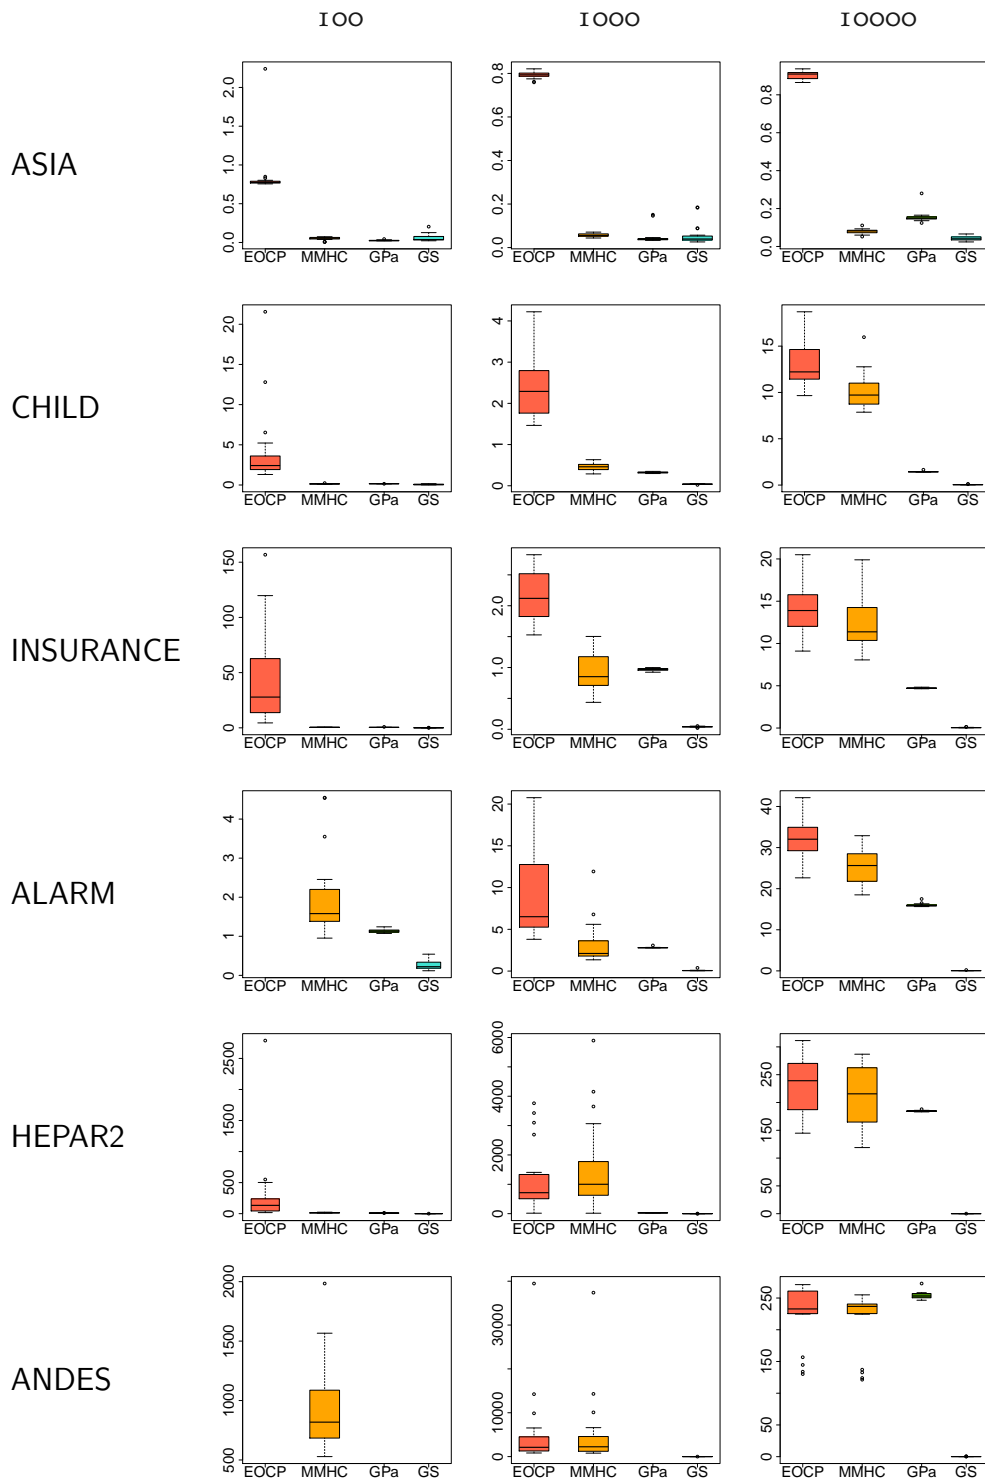 100 1000 10000
ASIA
0.0 0.5 1.0 1.5 2.0
EOCP MMHC GPa GS
0.0 0.2 0.4 0.6 0.8
EOCP MMHC GPa GS
0.0 0.2 0.4 0.8
EOCP MMHC GPa GS
CHILD
0 5 10 15 20
EOCP MMHC GPa GS
0 1 2 3 4
EOCP MMHC GPa GS
0 5 10 15
EOCP MMHC GPa GS
INSURANCE
0 50 100 150
EOCP MMHC GPa GS
0.0 1.0 2.0
EOCP MMHC GPa GS
0 5 10 15 20
EOCP MMHC GPa GS
ALARM
0 1 2 3 4
EOCP MMHC GPa GS
0 5 10 15 20
EOCP MMHC GPa GS
0 10 20 30 40
EOCP MMHC GPa GS
HEPAR2
0 500 1500 2500
EOCP MMHC GPa GS
0 1000 2000 4000 6000
EOCP MMHC GPa GS
0 50 150 250
EOCP MMHC GPa GS
ANDES
500 1000 1500 2000
EOCP MMHC GPa GS
0 10000 30000
EOCP MMHC GPa GS
0 50 150 250
EOCP MMHC GPa GS